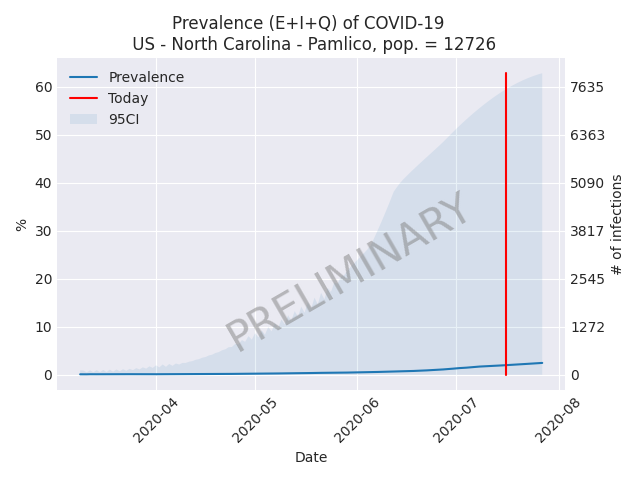 Prevalence (E+I+Q) of COVID-19
US - North Carolina - Pamlico, pop. = 12726
Prevalence
Today
95CI
60
50
40
30
20
10
0
%
7635
6363
5090
3817
2545
1272
0
# of infections
PRELIMINARY
2020-04
2020-05
2020-06
2020-07
2020-08
Date